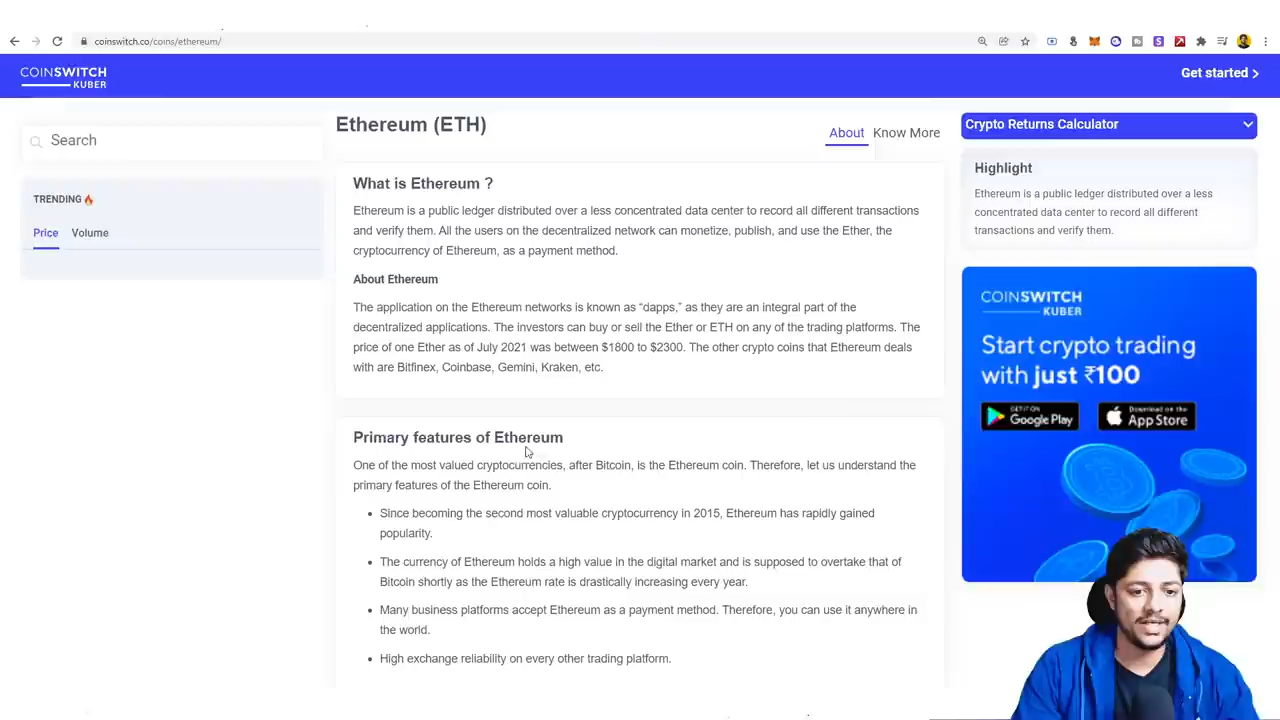 coinswitch.co/coins/ethereum/
COINSWITCH
KUBER
Get started >
Search
TRENDING🔥
Price
Volume
Ethereum (ETH)
About
Know More
What is Ethereum ?
Ethereum is a public ledger distributed over a less concentrated data center to record all different transactions
and verify them. All the users on the decentralized network can monetize, publish, and use the Ether, the
cryptocurrency of Ethereum, as a payment method.
About Ethereum
The application on the Ethereum networks is known as “dapps,” as they are an integral part of the
decentralized applications. The investors can buy or sell the Ether or ETH on any of the trading platforms. The
price of one Ether as of July 2021 was between $1800 to $2300. The other crypto coins that Ethereum deals
with are Bitfinex, Coinbase, Gemini, Kraken, etc.
Primary features of Ethereum
One of the most valued cryptocurrencies, after Bitcoin, is the Ethereum coin. Therefore, let us understand the
primary features of the Ethereum coin.
• Since becoming the second most valuable cryptocurrency in 2015, Ethereum has rapidly gained
popularity.
• The currency of Ethereum holds a high value in the digital market and is supposed to overtake that of
Bitcoin shortly as the Ethereum rate is drastically increasing every year.
• Many business platforms accept Ethereum as a payment method. Therefore, you can use it anywhere in
the world.
• High exchange reliability on every other trading platform.
Crypto Returns Calculator
Highlight
Ethereum is a public ledger distributed over a less
concentrated data center to record all different
transactions and verify them.
COINSWITCH
KUBER
Start crypto trading
with just ₹100
GET IT ON
Google Play
Download on the
App Store